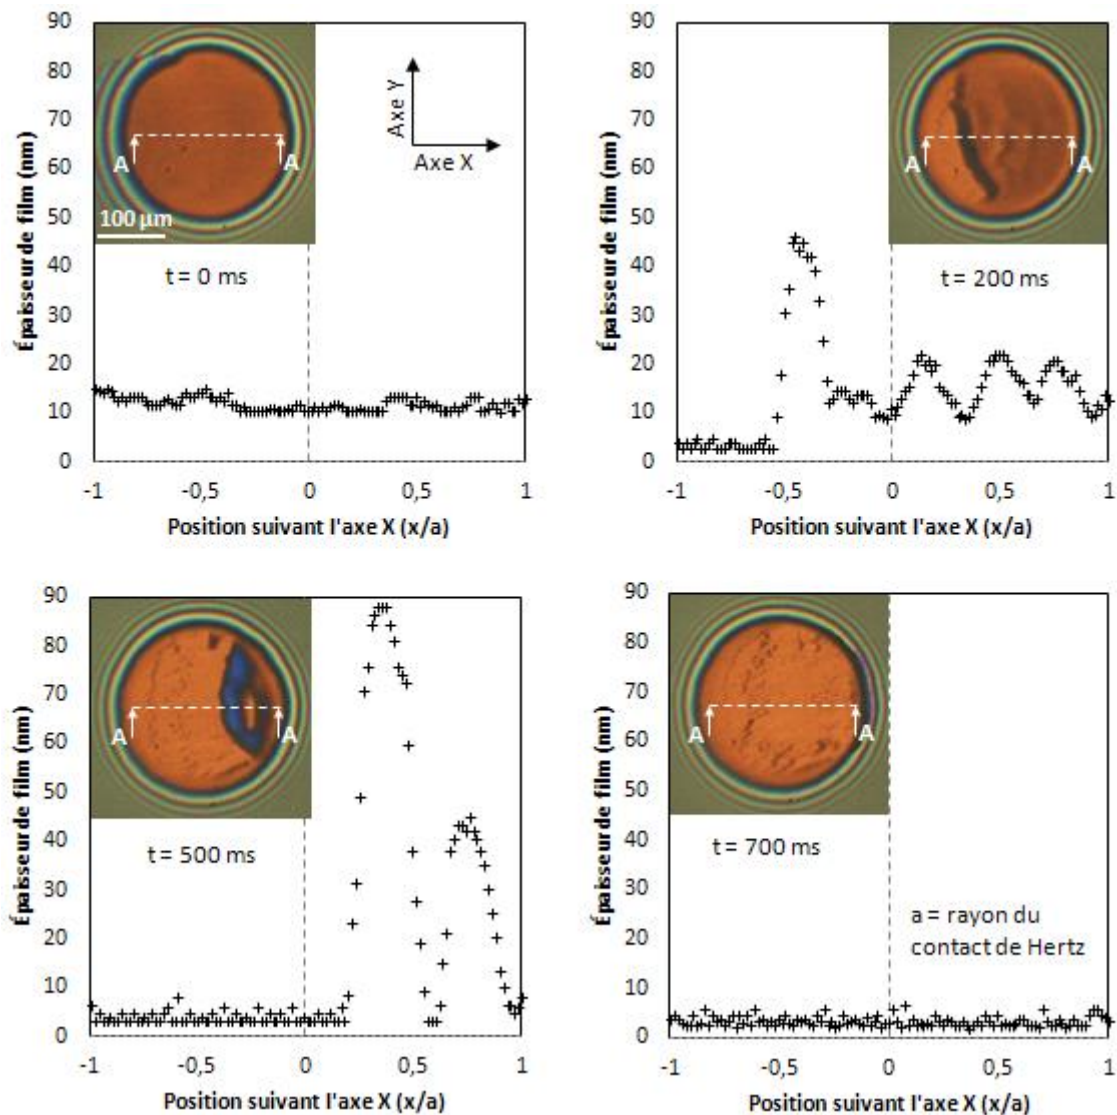 90
80
70
60
50
40
30
20
10
0
Épaisseur de film (nm)
A
A
100 µm
t = 0 ms
Axe Y
Axe X
-1
-0,5
0
0,5
1
Position suivant l'axe X (x/a)
90
80
70
60
50
40
30
20
10
0
Épaisseur de film (nm)
A
A
t = 200 ms
-1
-0,5
0
0,5
1
Position suivant l'axe X (x/a)
90
80
70
60
50
40
30
20
10
0
Épaisseur de film (nm)
A
A
t = 500 ms
-1
-0,5
0
0,5
1
Position suivant l'axe X (x/a)
90
80
70
60
50
40
30
20
10
0
Épaisseur de film (nm)
A
A
t = 700 ms
a = rayon du
contact de Hertz
-1
-0,5
0
0,5
1
Position suivant l'axe X (x/a)